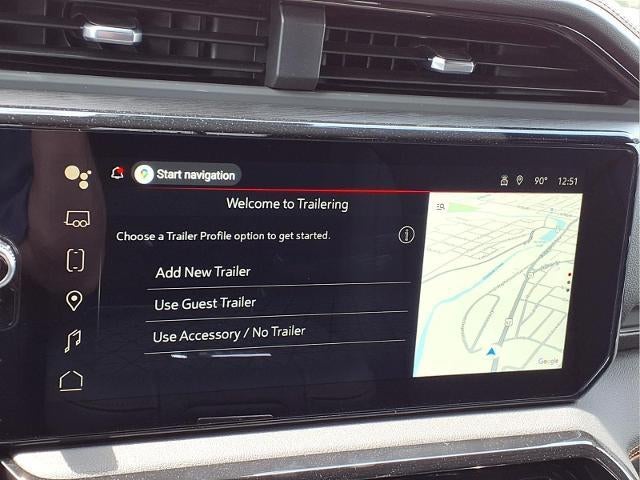 Start navigation
90° 12:51
Welcome to Trailering
Choose a Trailer Profile option to get started.
Add New Trailer
Use Guest Trailer
Use Accessory / No Trailer
Google